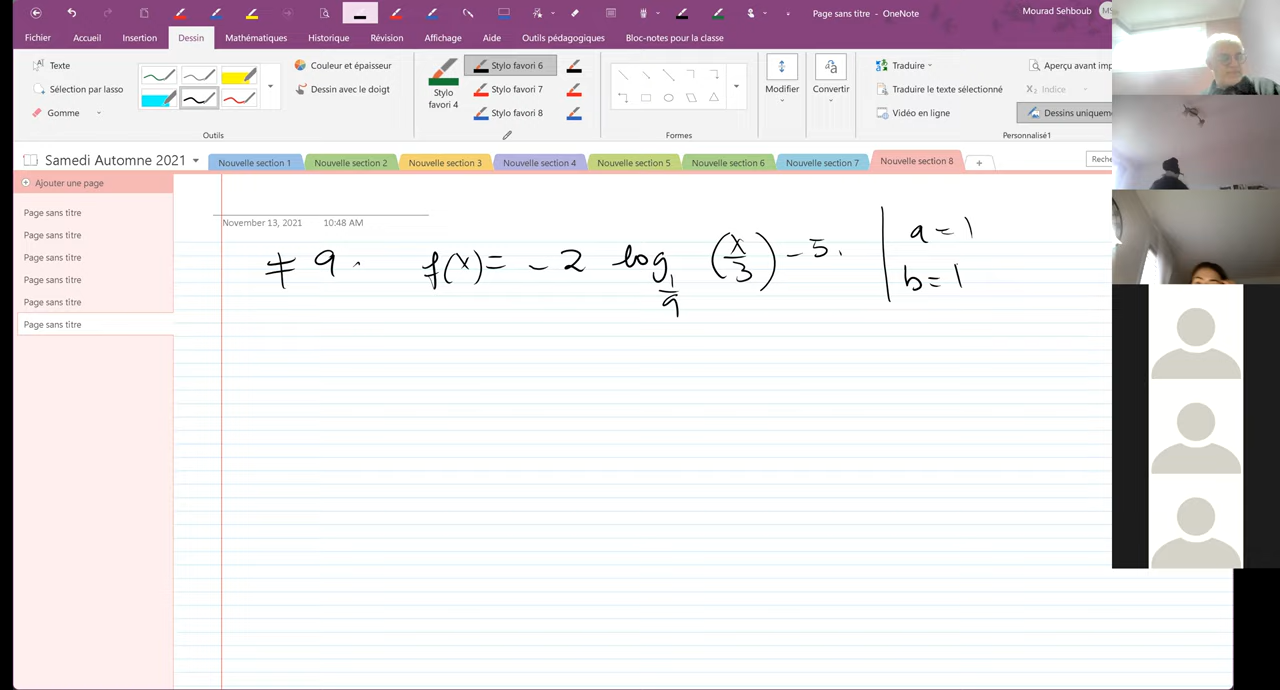 Page sans titre - OneNote
Mourad Sehboub
MS
Fichier Accueil Insertion Dessin Mathématiques Historique Révision Affichage Aide Outils pédagogiques Bloc-notes pour la classe
Texte
Sélection par lasso
Gomme
Outils
Couleur et épaisseur
Dessin avec le doigt
Stylo favori 4
Stylo favori 6
Stylo favori 7
Stylo favori 8
Formes
Modifier
Convertir
Traduire
Traduire le texte sélectionné
Vidéo en ligne
Aperçu avant imp
Indice
Dessins uniqueme
Personnalisé1
Samedi Automne 2021
Nouvelle section 1 Nouvelle section 2 Nouvelle section 3 Nouvelle section 4 Nouvelle section 5 Nouvelle section 6 Nouvelle section 7 Nouvelle section 8 +
Reche
Ajouter une page
Page sans titre
Page sans titre
Page sans titre
Page sans titre
Page sans titre
Page sans titre
November 13, 2021 10:48 AM
≠ 9. f(x) = -2 log_{1/9} (x/3) - 5.
a = 1
b = 1